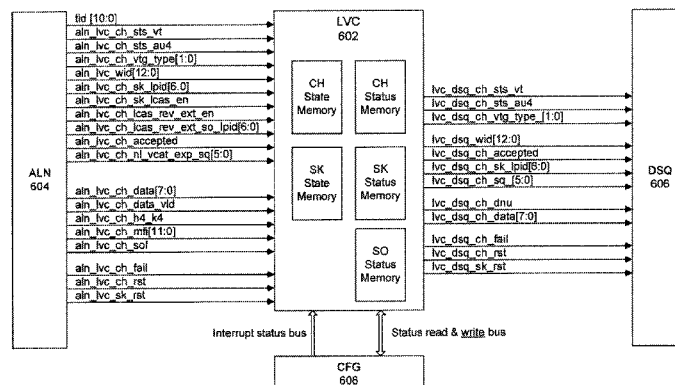 tid [10:0]
aln_lvc_ch_sts_vt
aln_lvc_ch_sts_au4
aln_lvc_ch_vtg_type[1:0]
aln_lvc_wid[12:0]
aln_lvc_ch_sk_lpid[6:0]
aln_lvc_ch_sk_lcas_en
aln_lvc_ch_lcas_rev_ext_en
aln_lvc_ch_lcas_rev_ext_so_lpid[6:0]
aln_lvc_ch_accepted
aln_lvc_ch_nl_vcat_exp_sq[5:0]
ALN
604
aln_lvc_ch_data[7:0]
aln_lvc_ch_data_vld
aln_lvc_ch_h4_k4
aln_lvc_ch_mfi[11:0]
aln_lvc_ch_sof
aln_lvc_ch_fail
aln_lvc_ch_rst
aln_lvc_sk_rst
LVC
602
CH
State
Memory
CH
Status
Memory
SK
State
Memory
SK
Status
Memory
SO
Status
Memory
lvc_dsq_ch_sts_vt
lvc_dsq_ch_sts_au4
lvc_dsq_ch_vtg_type_[1:0]
lvc_dsq_wid[12:0]
lvc_dsq_ch_accepted
lvc_dsq_ch_sk_lpid[6:0]
lvc_dsq_ch_sq_[5:0]
lvc_dsq_ch_dnu
lvc_dsq_ch_data[7:0]
lvc_dsq_ch_fail
lvc_dsq_ch_rst
lvc_dsq_sk_rst
DSQ
606
Interrupt status bus
Status read & write bus
CFG
608